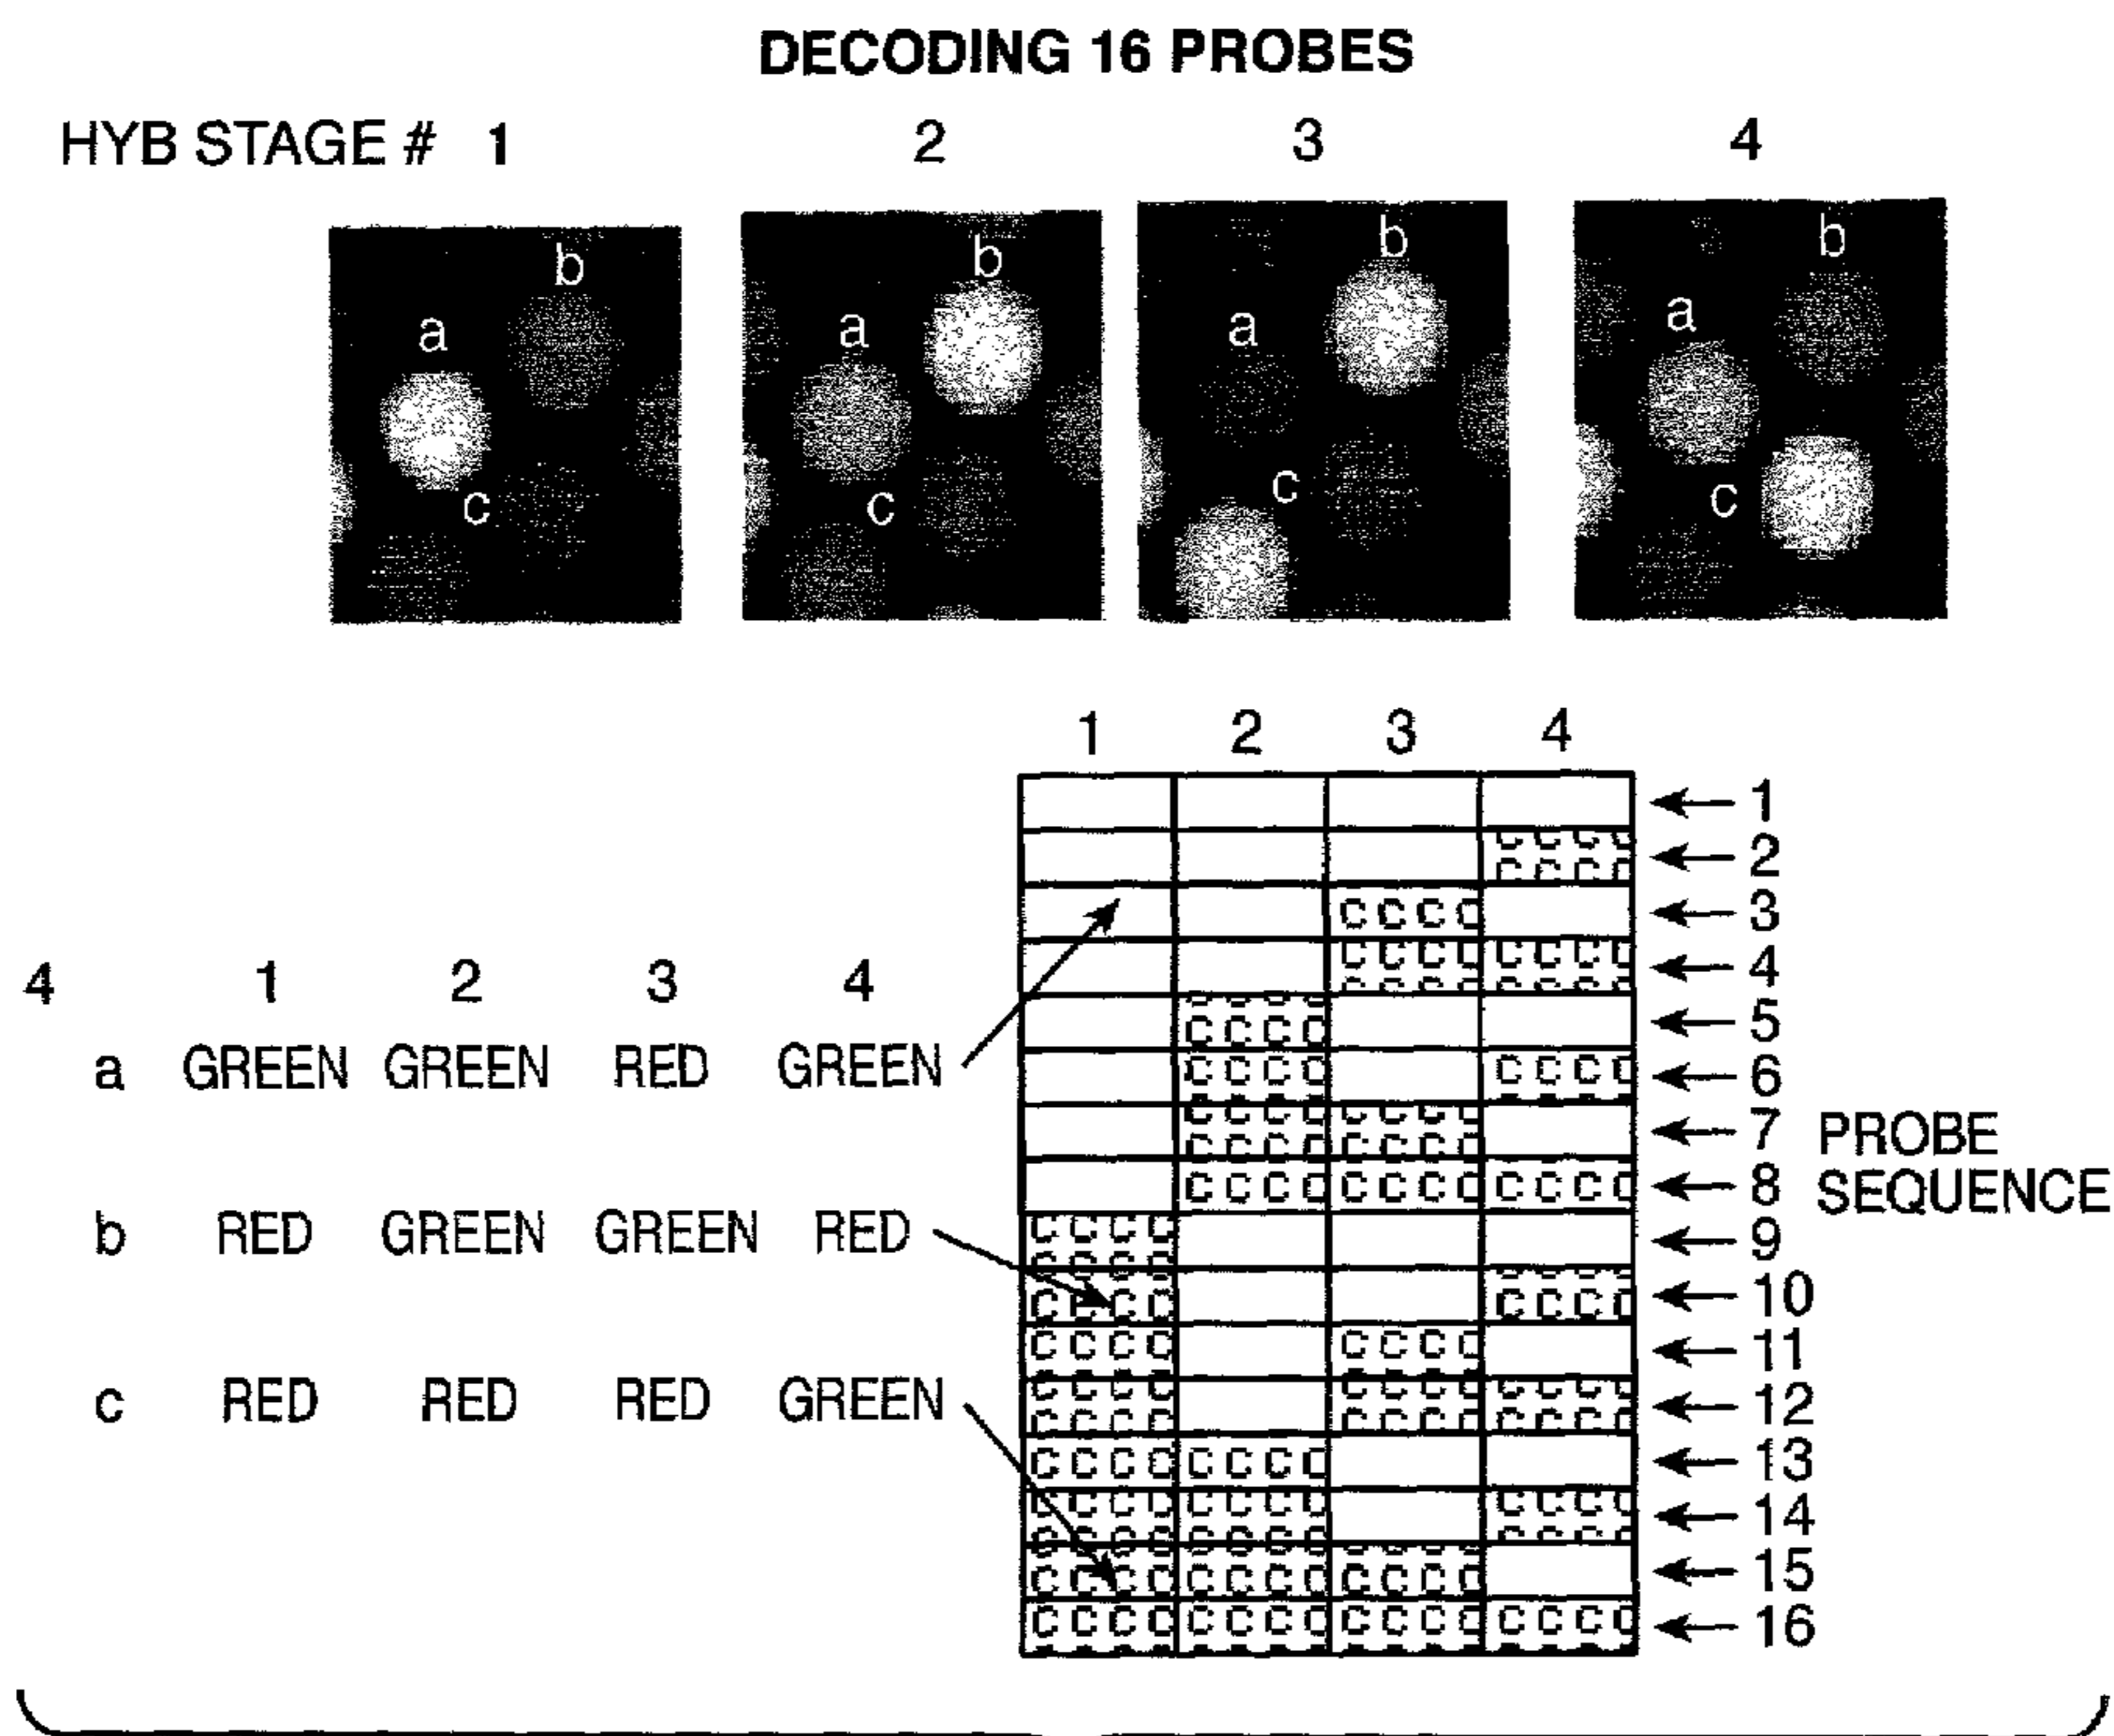 DECODING 16 PROBES
HYB STAGE # 1 2 3 4
b b b b
a a a a
c c c c
1 2 3 4
1
2
3
4
5
6
7
8
9
10
11
12
13
14
15
16
PROBE
SEQUENCE
4 1 2 3 4
a GREEN GREEN RED GREEN
b RED GREEN GREEN RED
c RED RED RED GREEN